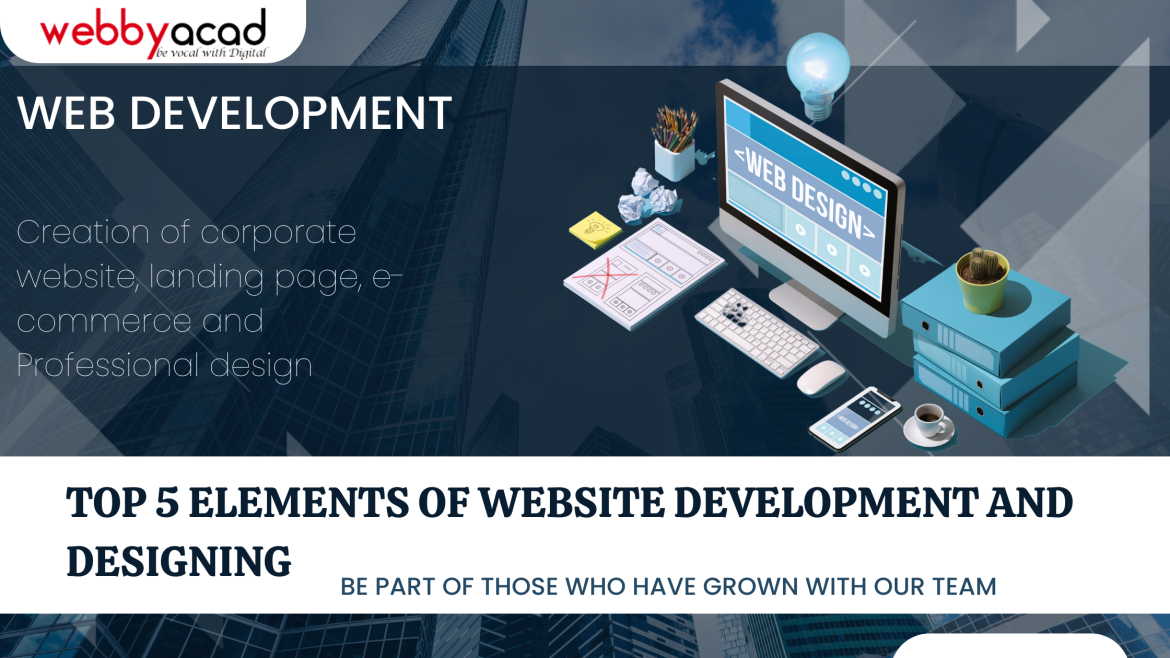 webbyacad
be vocal with Digital
WEB DEVELOPMENT
<WEB DESIGN>
Creation of corporate
website, landing page, e-
commerce and
Professional design
TOP 5 ELEMENTS OF WEBSITE DEVELOPMENT AND
DESIGNING
BE PART OF THOSE WHO HAVE GROWN WITH OUR TEAM